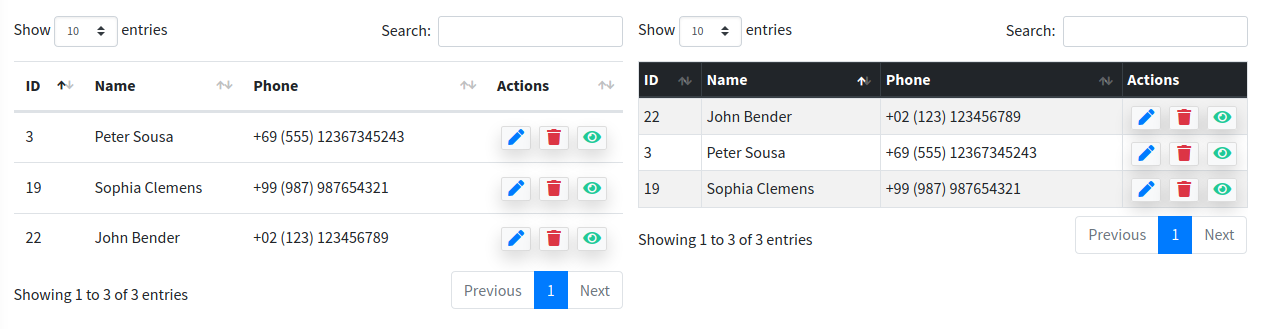 Show 10 entries Search:
ID Name Phone Actions
3 Peter Sousa +69 (555) 12367345243
19 Sophia Clemens +99 (987) 987654321
22 John Bender +02 (123) 123456789
Showing 1 to 3 of 3 entries Previous 1 Next
Show 10 entries Search:
ID Name Phone Actions
22 John Bender +02 (123) 123456789
3 Peter Sousa +69 (555) 12367345243
19 Sophia Clemens +99 (987) 987654321
Showing 1 to 3 of 3 entries Previous 1 Next